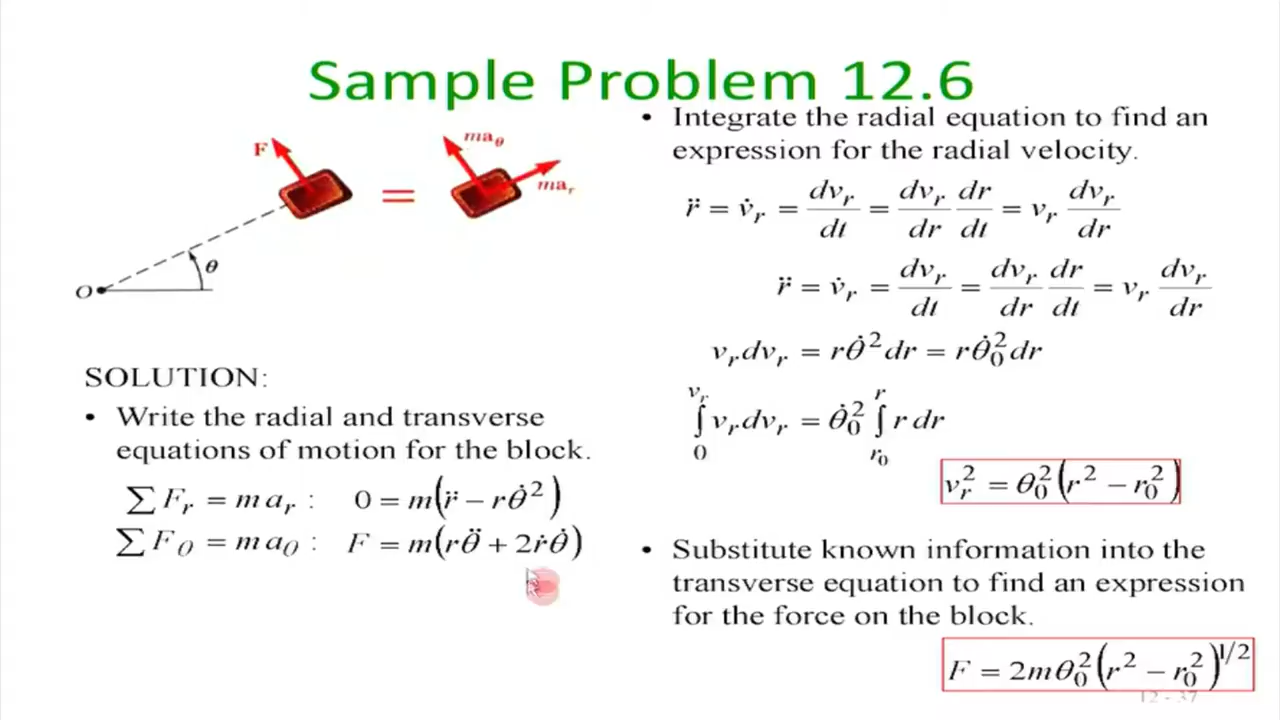 Sample Problem 12.6
F
maθ
=
mar
θ
O
SOLUTION:
• Write the radial and transverse
equations of motion for the block.
∑ Fr = m ar : 0 = m(r̈ − rθ̇²)
∑ Fθ = m aθ : F = m(rθ̈ + 2ṙθ̇)
• Integrate the radial equation to find an
expression for the radial velocity.
r̈ = v̇r = dvr/dt = dvr/dr dr/dt = vr dvr/dr
r̈ = v̇r = dvr/dt = dvr/dr dr/dt = vr dvr/dr
vr dvr = rθ̇² dr = rθ̇0² dr
∫0^vr vr dvr = θ̇0² ∫r0^r r dr
vr² = θ0²(r² − r0²)
• Substitute known information into the
transverse equation to find an expression
for the force on the block.
F = 2mθ0²(r² − r0²)^1/2
12 - 37